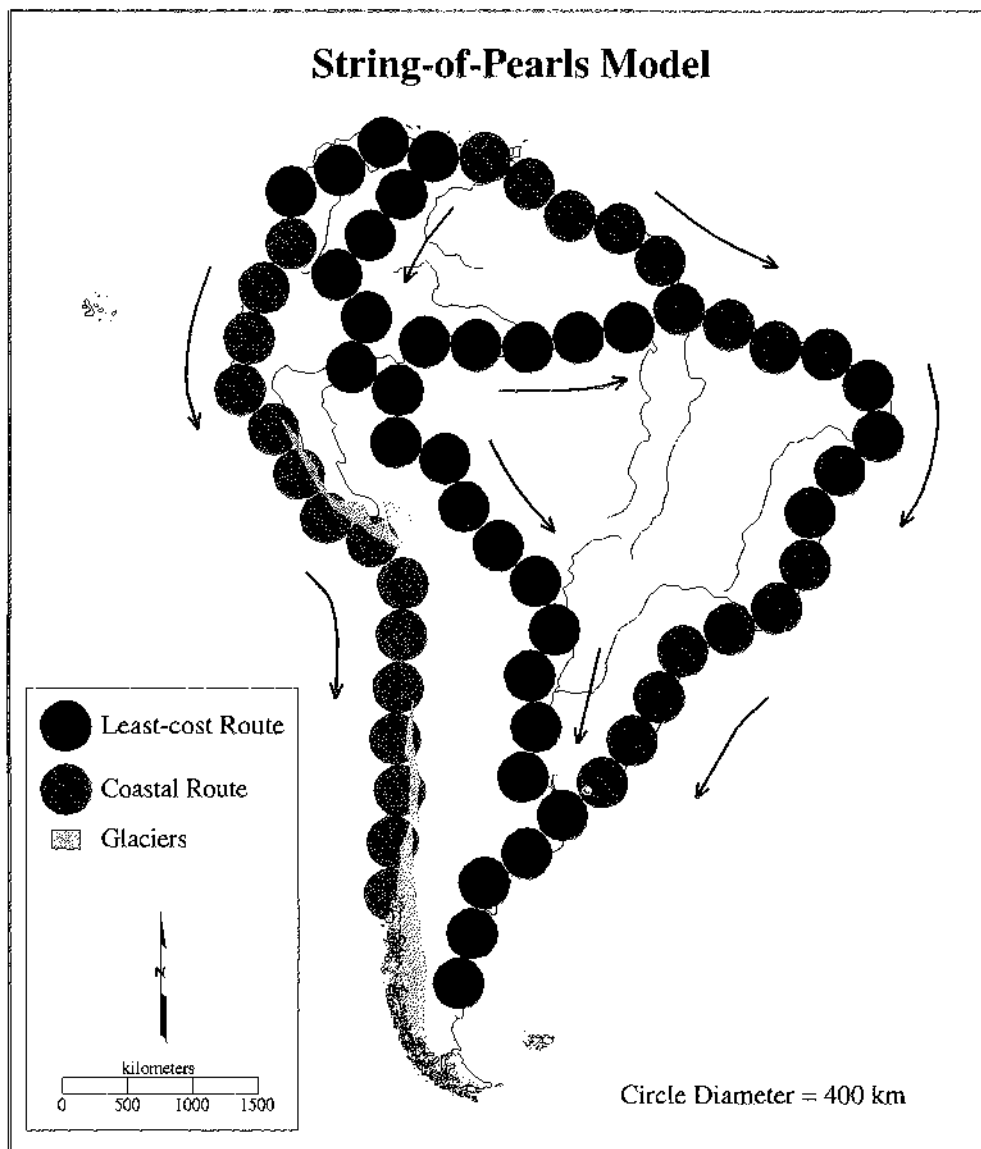 String-of-Pearls Model
Least-cost Route
Coastal Route
Glaciers
N
kilometers
0 500 1000 1500
Circle Diameter = 400 km